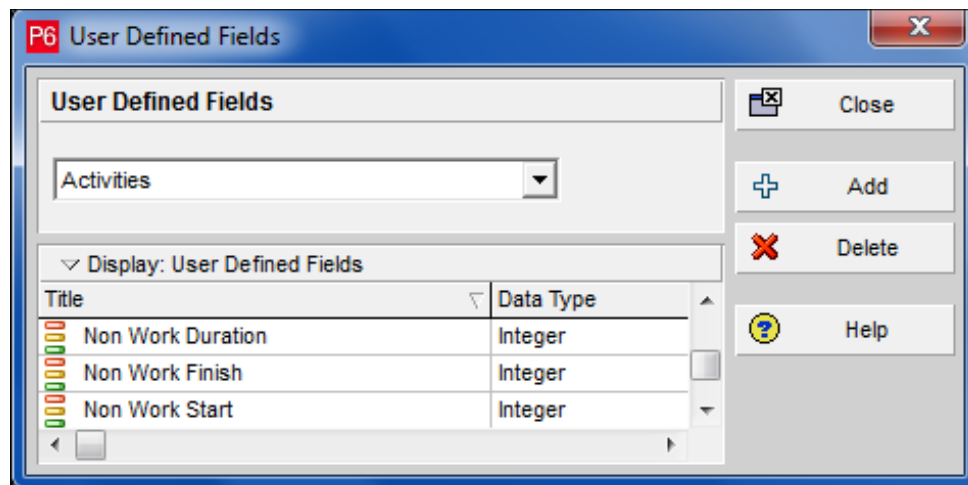 P6 User Defined Fields
x
User Defined Fields
Close
Activities
Add
Delete
Display: User Defined Fields
Title Data Type
Non Work Duration Integer
? Help
Non Work Finish Integer
Non Work Start Integer